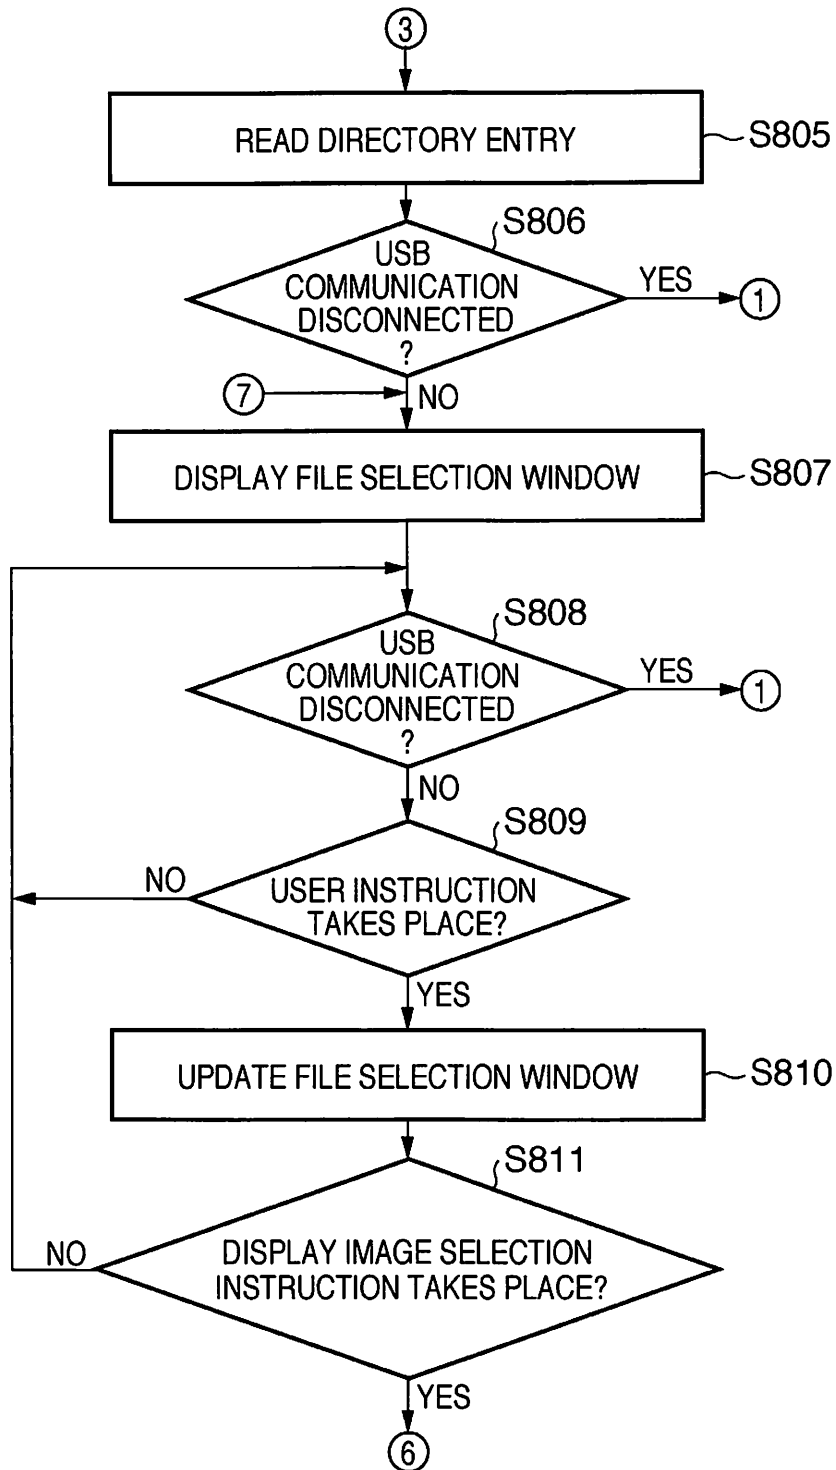 3
READ DIRECTORY ENTRY
S805
S806
USB
COMMUNICATION
DISCONNECTED
?
YES
1
7
NO
DISPLAY FILE SELECTION WINDOW
S807
S808
USB
COMMUNICATION
DISCONNECTED
?
YES
1
NO
S809
NO
USER INSTRUCTION
TAKES PLACE?
YES
UPDATE FILE SELECTION WINDOW
S810
S811
NO
DISPLAY IMAGE SELECTION
INSTRUCTION TAKES PLACE?
YES
6